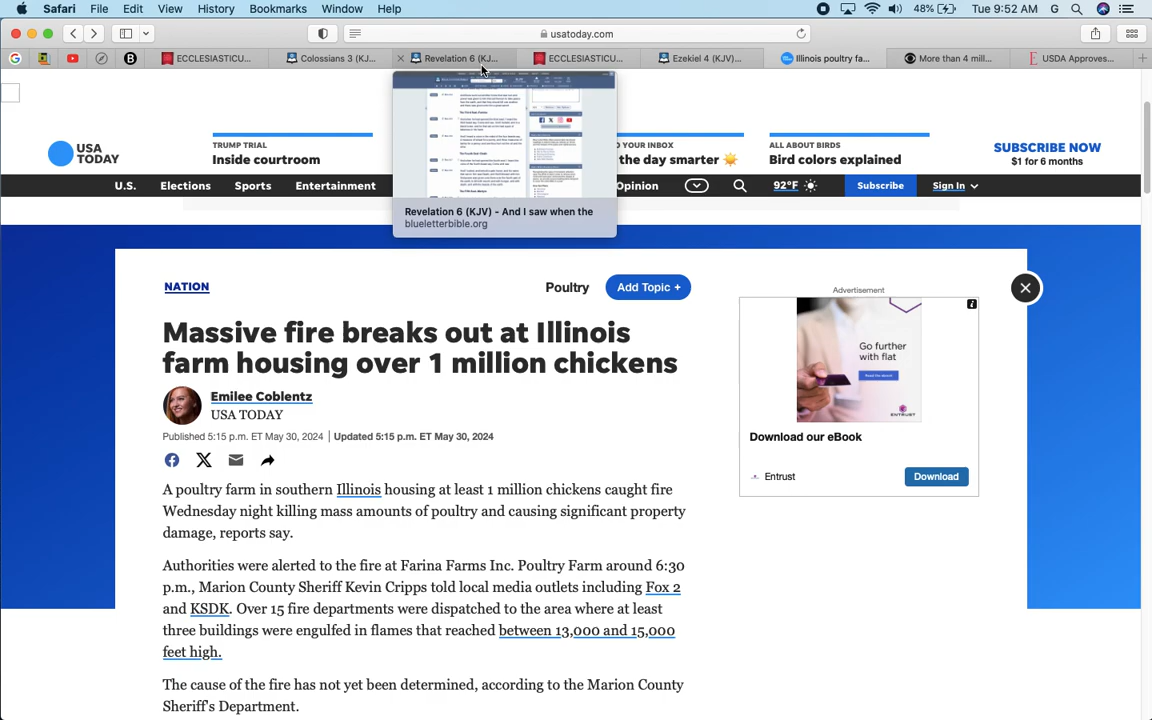 Safari File Edit View History Bookmarks Window Help 48% Tue 9:52 AM G
usatoday.com
G B ECCLESIASTICU... Colossians 3 (KJ... Revelation 6 (KJ... ECCLESIASTICU... Ezekiel 4 (KJV)... Illinois poultry fa... More than 4 mill... USDA Approves...
USA TODAY
TRUMP TRIAL
Inside courtroom
O YOUR INBOX
the day smarter
ALL ABOUT BIRDS
Bird colors explained
SUBSCRIBE NOW
$1 for 6 months
U.S. Elections Sports Entertainment Opinion 92°F Subscribe Sign In
Revelation 6 (KJV) - And I saw when the
blueletterbible.org
NATION
Poultry Add Topic +
Massive fire breaks out at Illinois
farm housing over 1 million chickens
Emilee Coblentz
USA TODAY
Published 5:15 p.m. ET May 30, 2024 | Updated 5:15 p.m. ET May 30, 2024
A poultry farm in southern Illinois housing at least 1 million chickens caught fire
Wednesday night killing mass amounts of poultry and causing significant property
damage, reports say.
Authorities were alerted to the fire at Farina Farms Inc. Poultry Farm around 6:30
p.m., Marion County Sheriff Kevin Cripps told local media outlets including Fox 2
and KSDK. Over 15 fire departments were dispatched to the area where at least
three buildings were engulfed in flames that reached between 13,000 and 15,000
feet high.
The cause of the fire has not yet been determined, according to the Marion County
Sheriff's Department.
Advertisement
Go further
with flat
Read the eBook
ENTRUST
Download our eBook
Entrust
Download